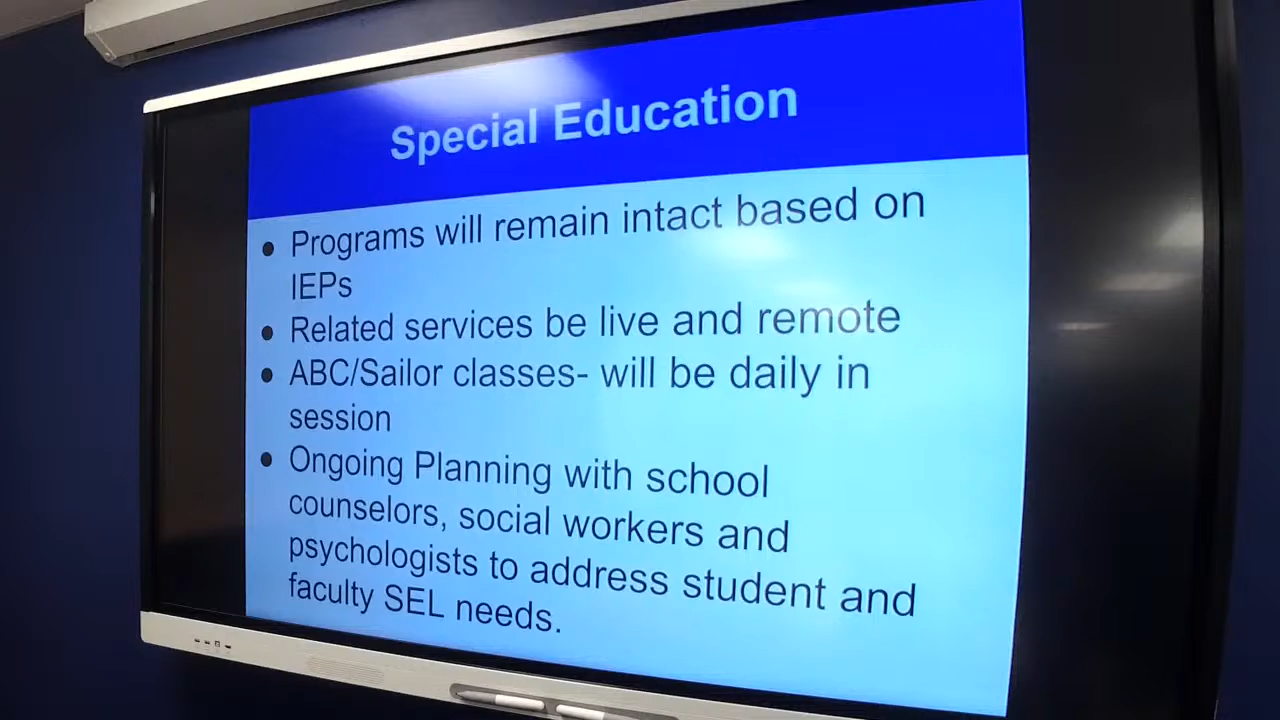 Special Education
● Programs will remain intact based on
IEPs
● Related services be live and remote
● ABC/Sailor classes- will be daily in
session
● Ongoing Planning with school
counselors, social workers and
psychologists to address student and
faculty SEL needs.